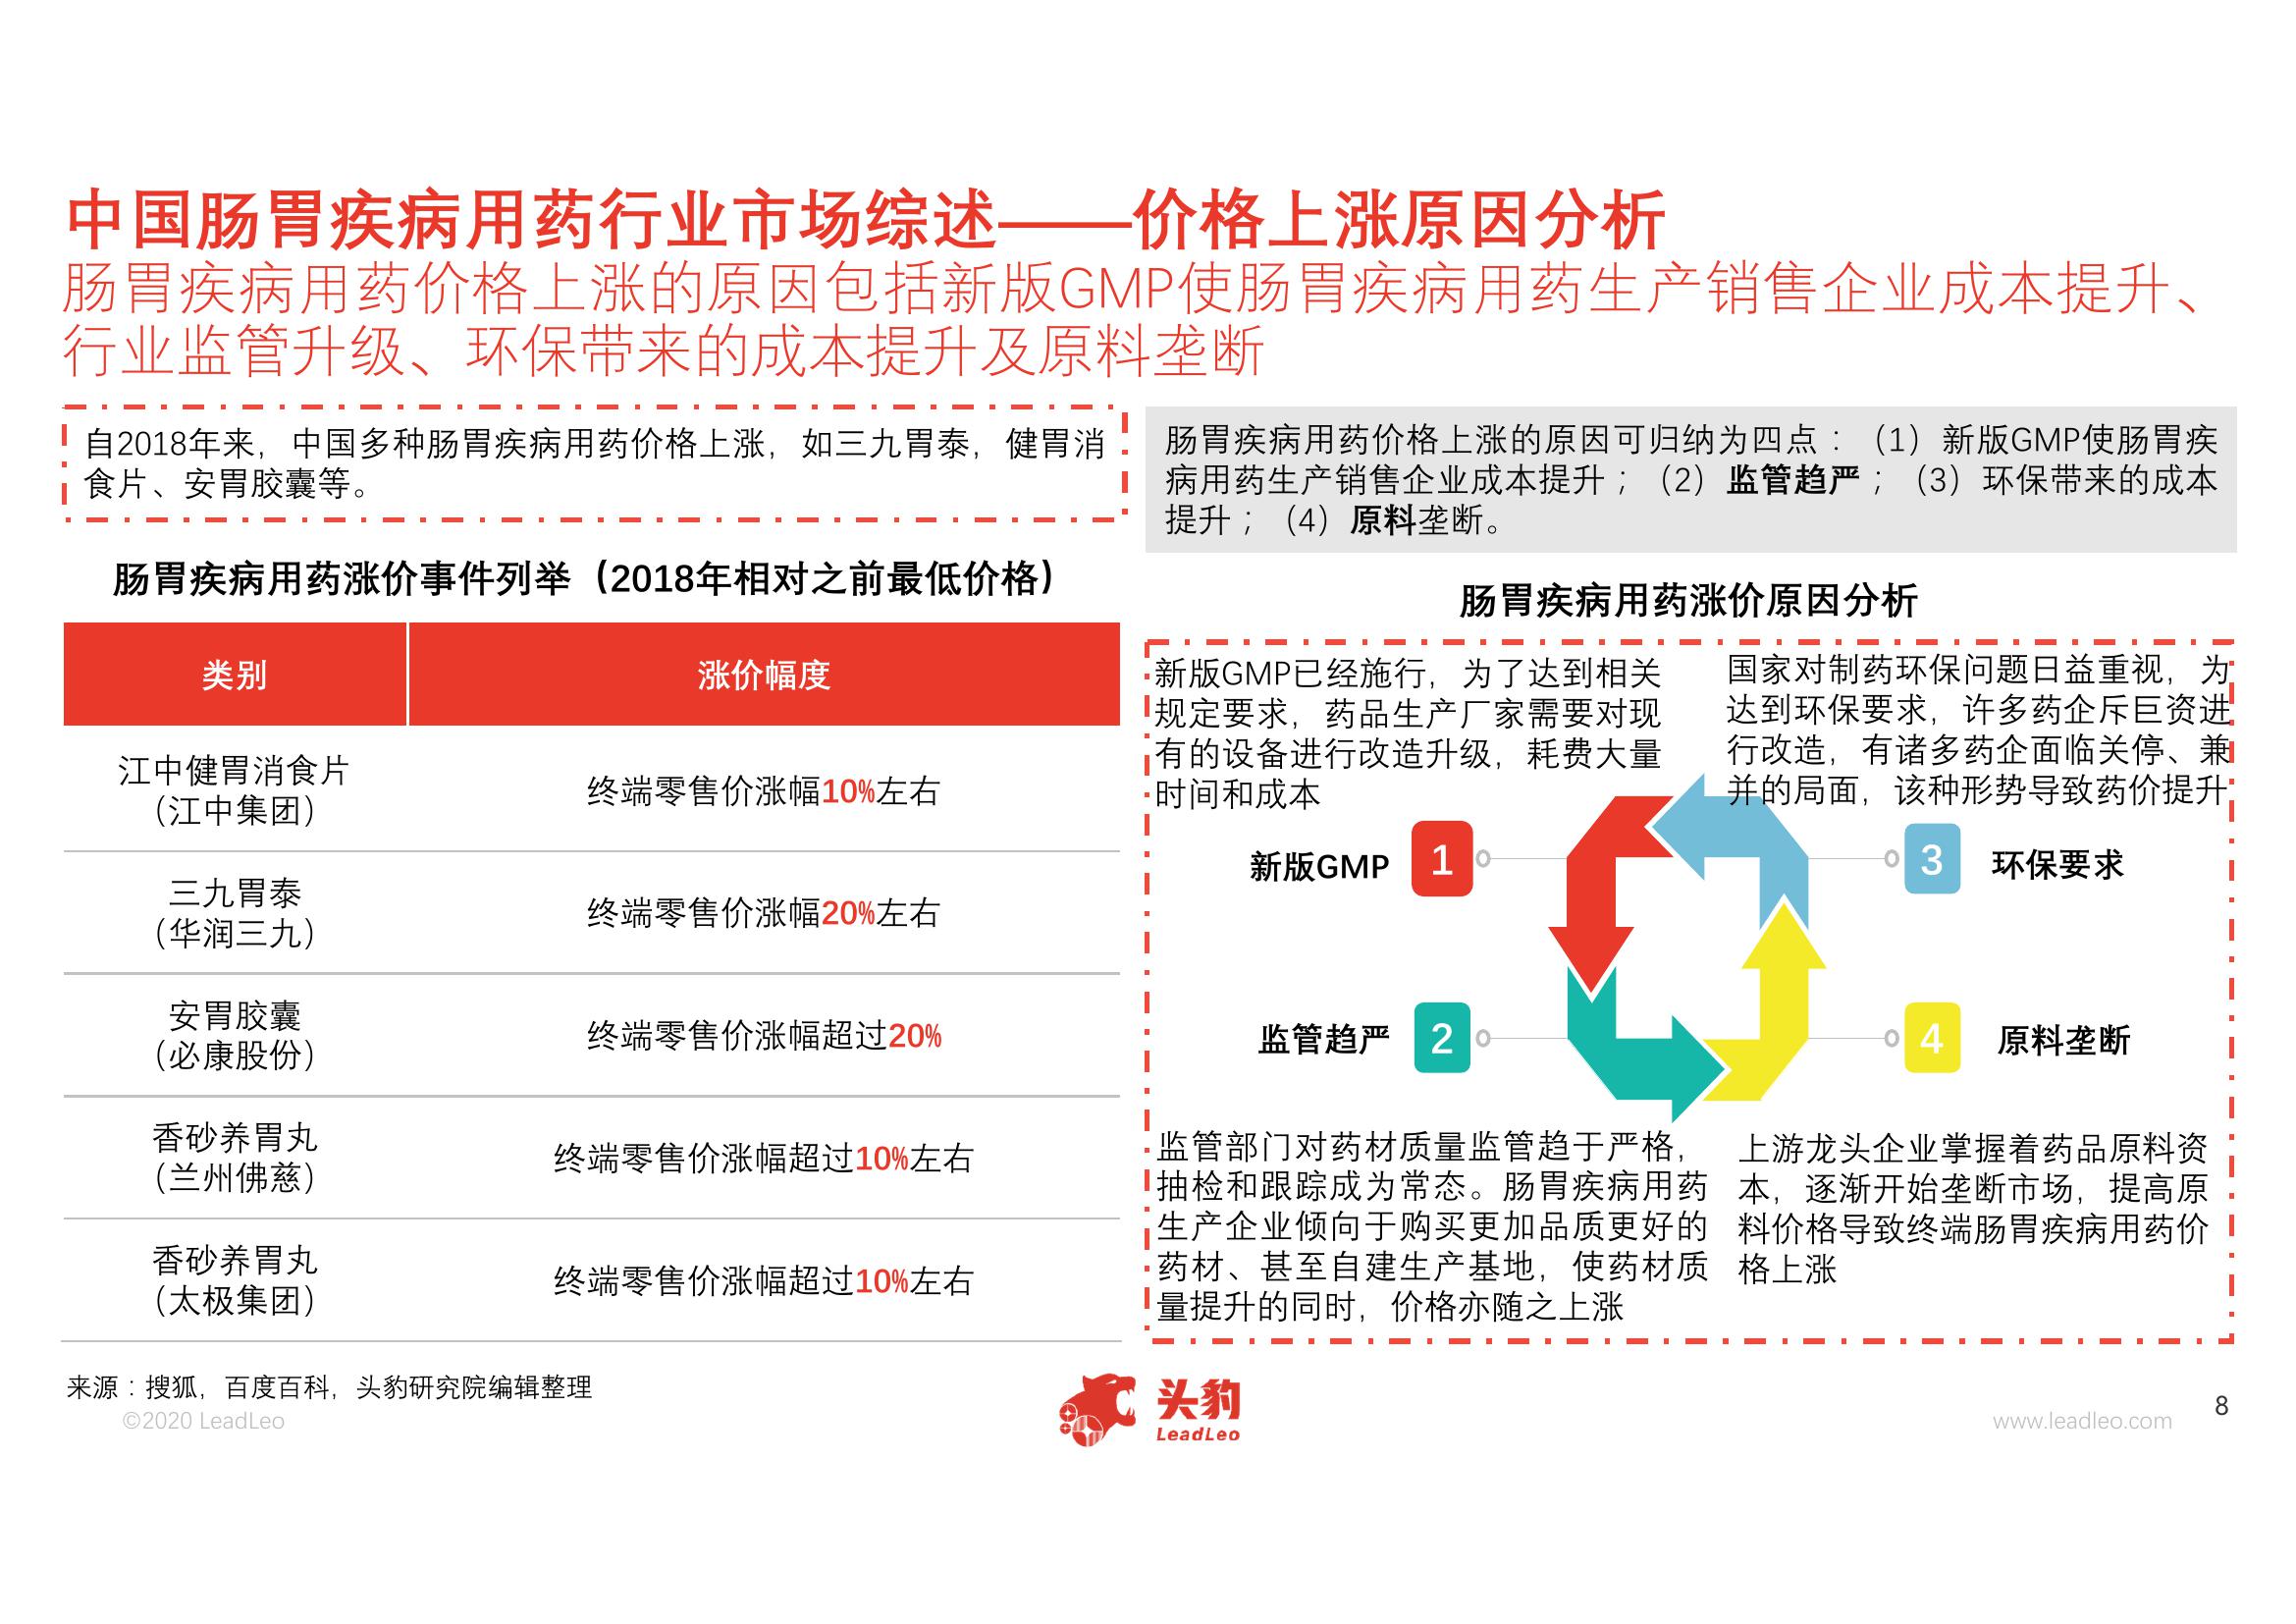 中国肠胃疾病用药行业市场综述——价格上涨原因分析
肠胃疾病用药价格上涨的原因包括新版GMP使肠胃疾病用药生产销售企业成本提升、
行业监管升级、环保带来的成本提升及原料垄断
自2018年来，中国多种肠胃疾病用药价格上涨，如三九胃泰，健胃消
食片、安胃胶囊等。
肠胃疾病用药涨价事件列举（2018年相对之前最低价格）
类别
涨价幅度
江中健胃消食片
（江中集团）
终端零售价涨幅10%左右
三九胃泰
（华润三九）
终端零售价涨幅20%左右
安胃胶囊
（必康股份）
终端零售价涨幅超过20%
香砂养胃丸
（兰州佛慈）
终端零售价涨幅超过10%左右
香砂养胃丸
（太极集团）
终端零售价涨幅超过10%左右
肠胃疾病用药价格上涨的原因可归纳为四点：（1）新版GMP使肠胃疾
病用药生产销售企业成本提升；（2）监管趋严；（3）环保带来的成本
提升；（4）原料垄断。
肠胃疾病用药涨价原因分析
新版GMP已经施行，为了达到相关
规定要求，药品生产厂家需要对现
有的设备进行改造升级，耗费大量
时间和成本
国家对制药环保问题日益重视，为
达到环保要求，许多药企斥巨资进
行改造，有诸多药企面临关停、兼
并的局面，该种形势导致药价提升
新版GMP
1
3
环保要求
监管趋严
2
4
原料垄断
监管部门对药材质量监管趋于严格，
抽检和跟踪成为常态。肠胃疾病用药
生产企业倾向于购买更加品质更好的
药材、甚至自建生产基地，使药材质
量提升的同时，价格亦随之上涨
上游龙头企业掌握着药品原料资
本，逐渐开始垄断市场，提高原
料价格导致终端肠胃疾病用药价
格上涨
来源：搜狐，百度百科，头豹研究院编辑整理
©2020 LeadLeo
头豹
LeadLeo
www.leadleo.com
8